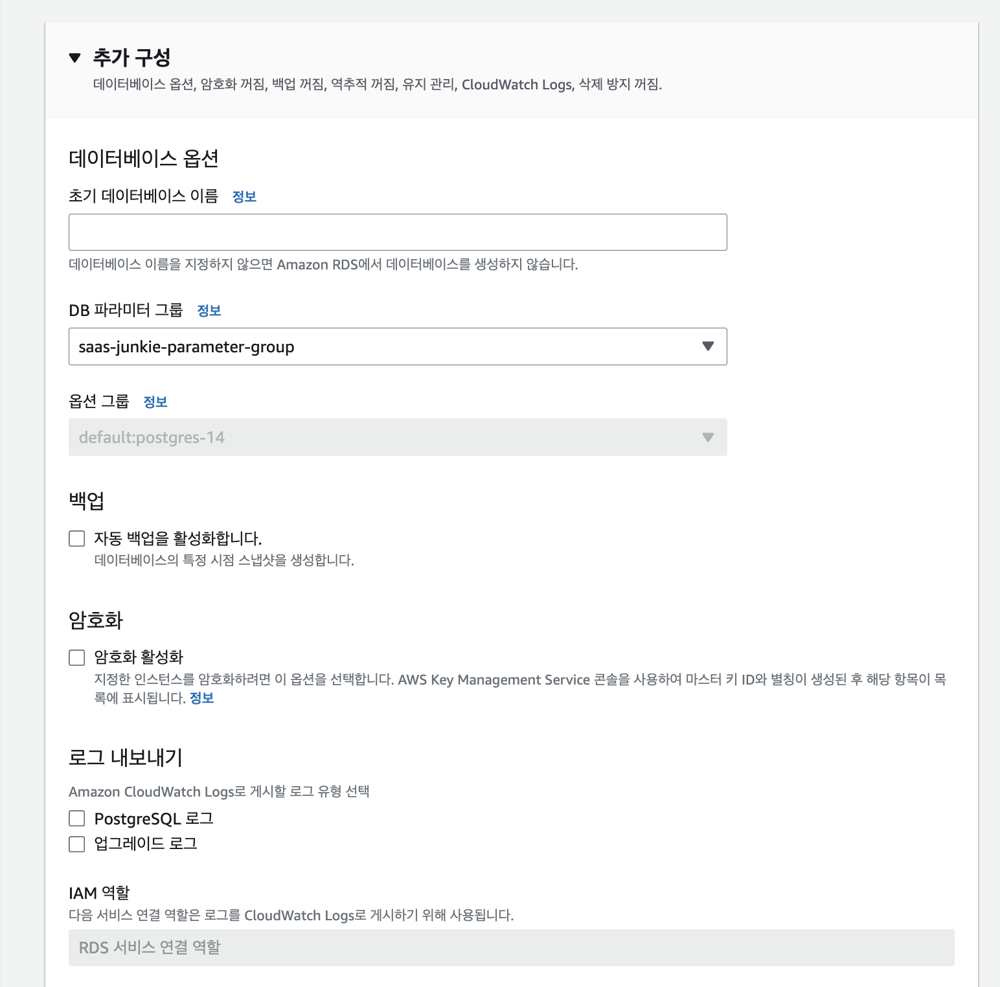 추가 구성
데이터베이스 옵션, 암호화 꺼짐, 백업 꺼짐, 역추적 꺼짐, 유지 관리, CloudWatch Logs, 삭제 방지 꺼짐.
데이터베이스 옵션
초기 데이터베이스 이름 정보
데이터베이스 이름을 지정하지 않으면 Amazon RDS에서 데이터베이스를 생성하지 않습니다.
DB 파라미터 그룹 정보
saas-junkie-parameter-group
옵션 그룹 정보
default:postgres-14
백업
자동 백업을 활성화합니다.
데이터베이스의 특정 시점 스냅샷을 생성합니다.
암호화
암호화 활성화
지정한 인스턴스를 암호화하려면 이 옵션을 선택합니다. AWS Key Management Service 콘솔을 사용하여 마스터 키 ID와 별칭이 생성된 후 해당 항목이 목
록에 표시됩니다. 정보
로그 내보내기
Amazon CloudWatch Logs로 게시할 로그 유형 선택
PostgreSQL 로그
업그레이드 로그
IAM 역할
다음 서비스 연결 역할은 로그를 CloudWatch Logs로 게시하기 위해 사용됩니다.
RDS 서비스 연결 역할